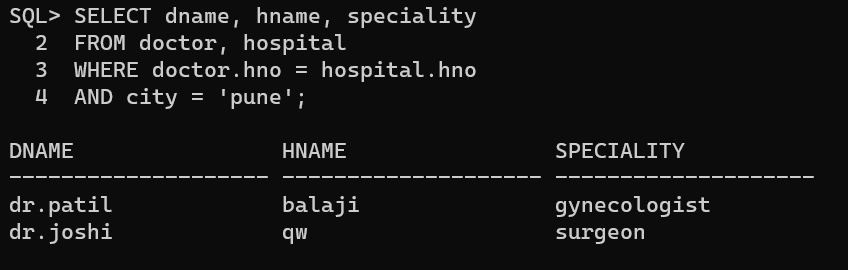 SQL> SELECT dname, hname, speciality
  2  FROM doctor, hospital
  3  WHERE doctor.hno = hospital.hno
  4  AND city = 'pune';

DNAME                HNAME                SPECIALITY
-------------------- -------------------- --------------------
dr.patil             balaji               gynecologist
dr.joshi             qw                   surgeon